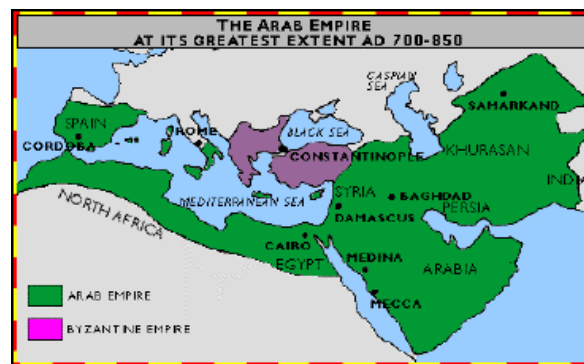 THE ARAB EMPIRE
AT ITS GREATEST EXTENT AD 700-850
CASPIAN
SEA
SAMARKAND
SPAIN
ROME
BLACK SEA
CORDOBA
CONSTANTINOPLE
KHURASAN
INDI
MEDITERRANEAN SEA
SYRIA
BAGHDAD
NORTH AFRICA
DAMASCUS
PERSIA
CAIRO
EGYPT
MEDINA
ARABIA
MECCA
ARAB EMPIRE
BYZANTINE EMPIRE